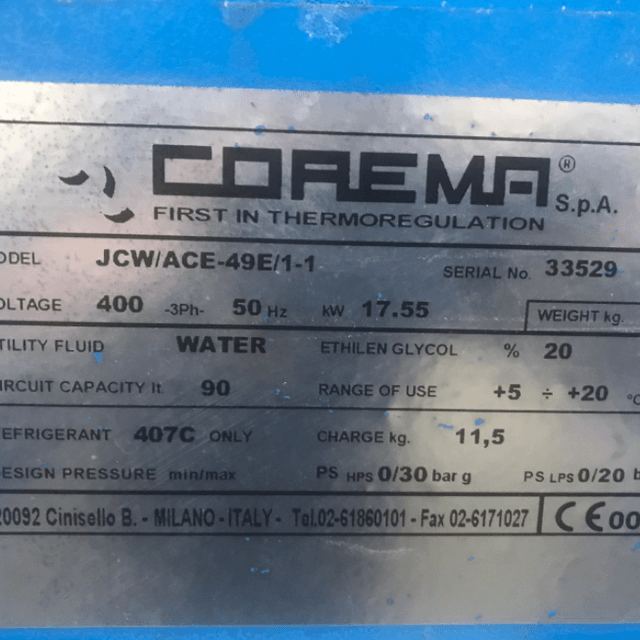 COREMA ® S.p.A.
FIRST IN THERMOREGULATION
ODEL JCW/ACE-49E/1-1 SERIAL No. 33529
OLTAGE 400 -3Ph- 50 Hz kW 17.55 WEIGHT kg.
TILITY FLUID WATER ETHILEN GLYCOL % 20
IRCUIT CAPACITY lt. 90 RANGE OF USE +5 ÷ +20 °C
EFRIGERANT 407C ONLY CHARGE kg. 11,5
ESIGN PRESSURE min/max PS HPS 0/30 bar g PS LPS 0/20 b
20092 Cinisello B. - MILANO - ITALY - Tel.02-61860101 - Fax 02-6171027 CE 00